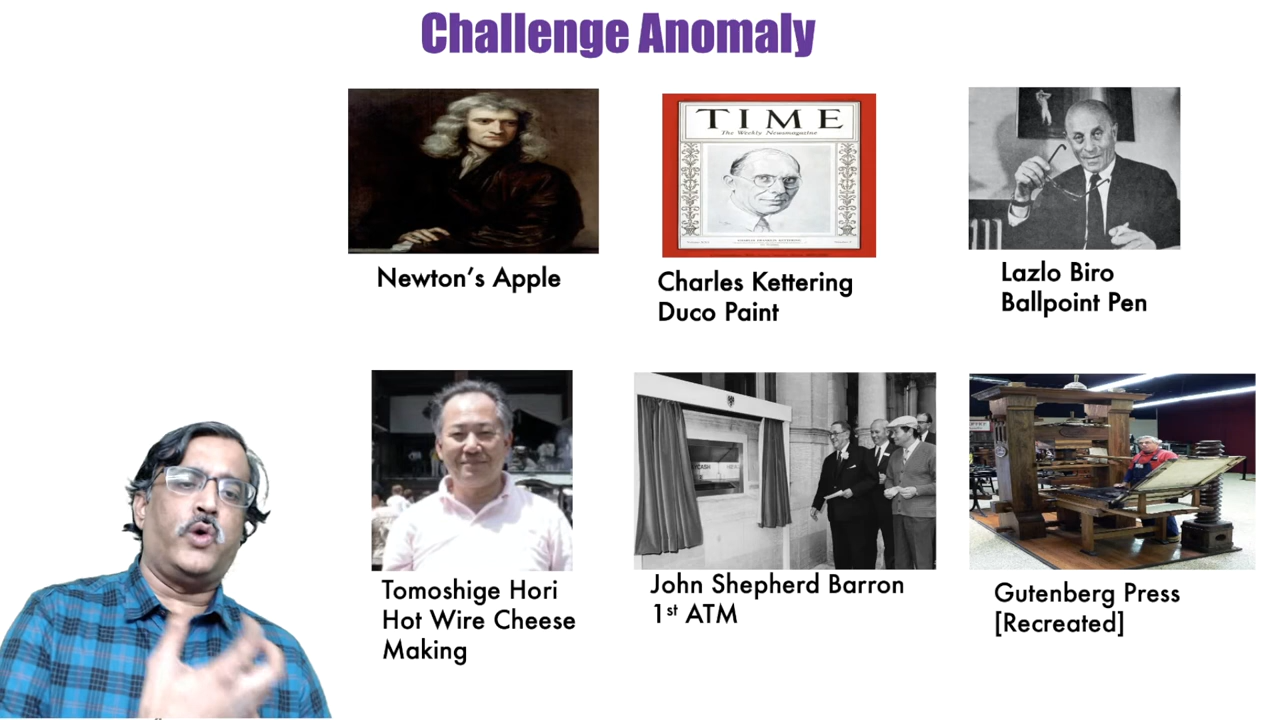 Challenge Anomaly
TIME
The Weekly Newsmagazine
Newton's Apple
Charles Kettering
Duco Paint
Lazlo Biro
Ballpoint Pen
Tomoshige Hori
Hot Wire Cheese
Making
John Shepherd Barron
1st ATM
Gutenberg Press
[Recreated]